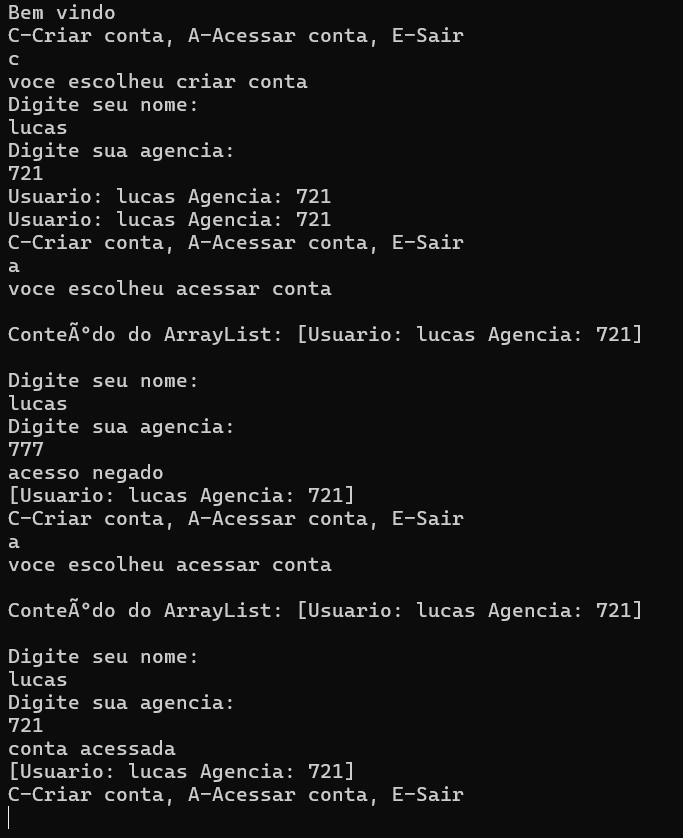 Bem vindo
C-Criar conta, A-Acessar conta, E-Sair
c
voce escolheu criar conta
Digite seu nome:
lucas
Digite sua agencia:
721
Usuario: lucas Agencia: 721
Usuario: lucas Agencia: 721
C-Criar conta, A-Acessar conta, E-Sair
a
voce escolheu acessar conta
ConteÃºdo do ArrayList: [Usuario: lucas Agencia: 721]
Digite seu nome:
lucas
Digite sua agencia:
777
acesso negado
[Usuario: lucas Agencia: 721]
C-Criar conta, A-Acessar conta, E-Sair
a
voce escolheu acessar conta
ConteÃºdo do ArrayList: [Usuario: lucas Agencia: 721]
Digite seu nome:
lucas
Digite sua agencia:
721
conta acessada
[Usuario: lucas Agencia: 721]
C-Criar conta, A-Acessar conta, E-Sair